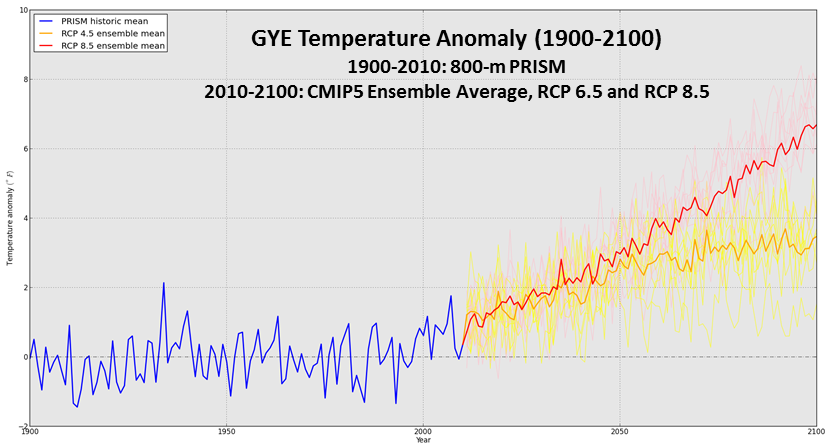 PRISM historic mean
RCP 4.5 ensemble mean
RCP 8.5 ensemble mean
GYE Temperature Anomaly (1900-2100)
1900-2010: 800-m PRISM
2010-2100: CMIP5 Ensemble Average, RCP 6.5 and RCP 8.5
Temperature anomaly (°F)
10
8
6
4
2
0
−2
1900
1950
2000
2050
2100
Year